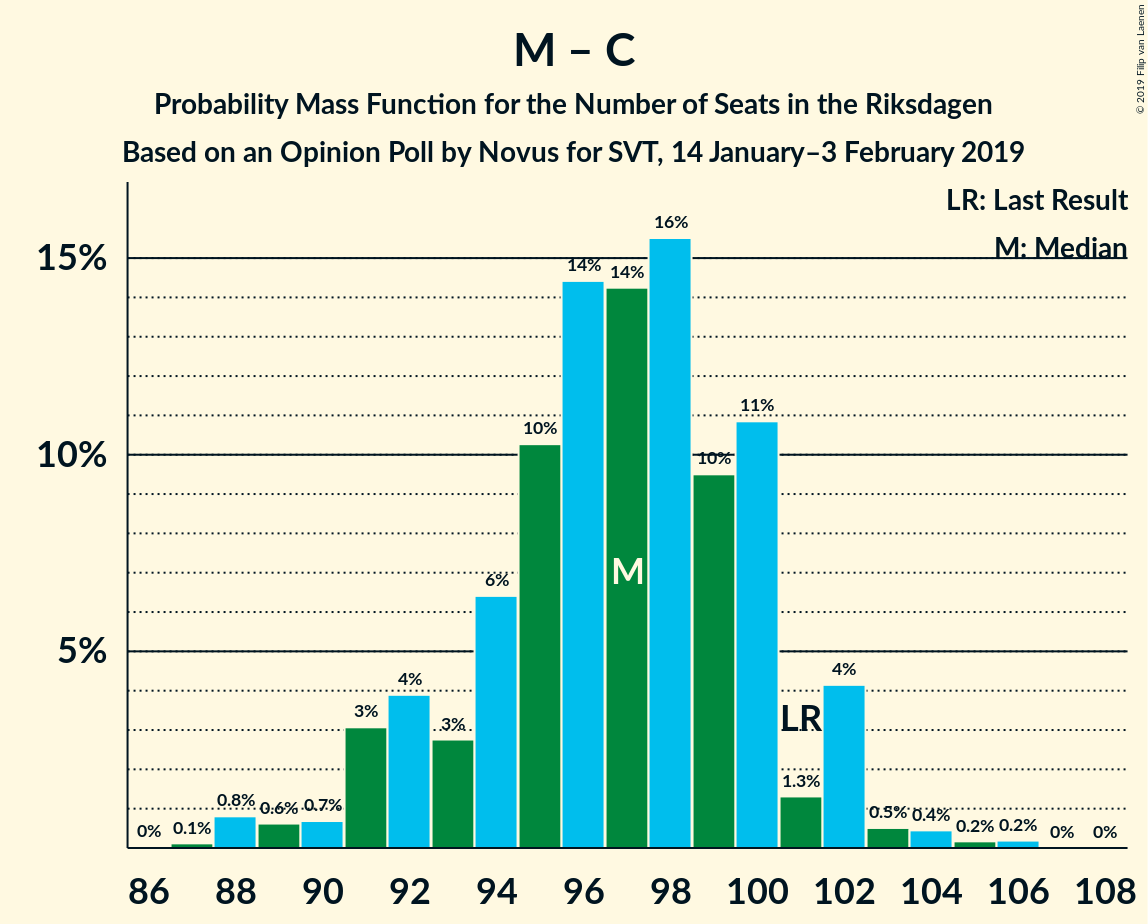 M – C
Probability Mass Function for the Number of Seats in the Riksdagen
Based on an Opinion Poll by Novus for SVT, 14 January–3 February 2019
© 2019 Filip van Laenen
LR: Last Result
M: Median
15%
10%
5%
0%
0.1%
0.8%
0.6%
0.7%
3%
4%
3%
6%
10%
14%
14%
16%
10%
11%
1.3%
4%
0.5%
0.4%
0.2%
0.2%
0%
0%
M
LR
86 88 90 92 94 96 98 100 102 104 106 108